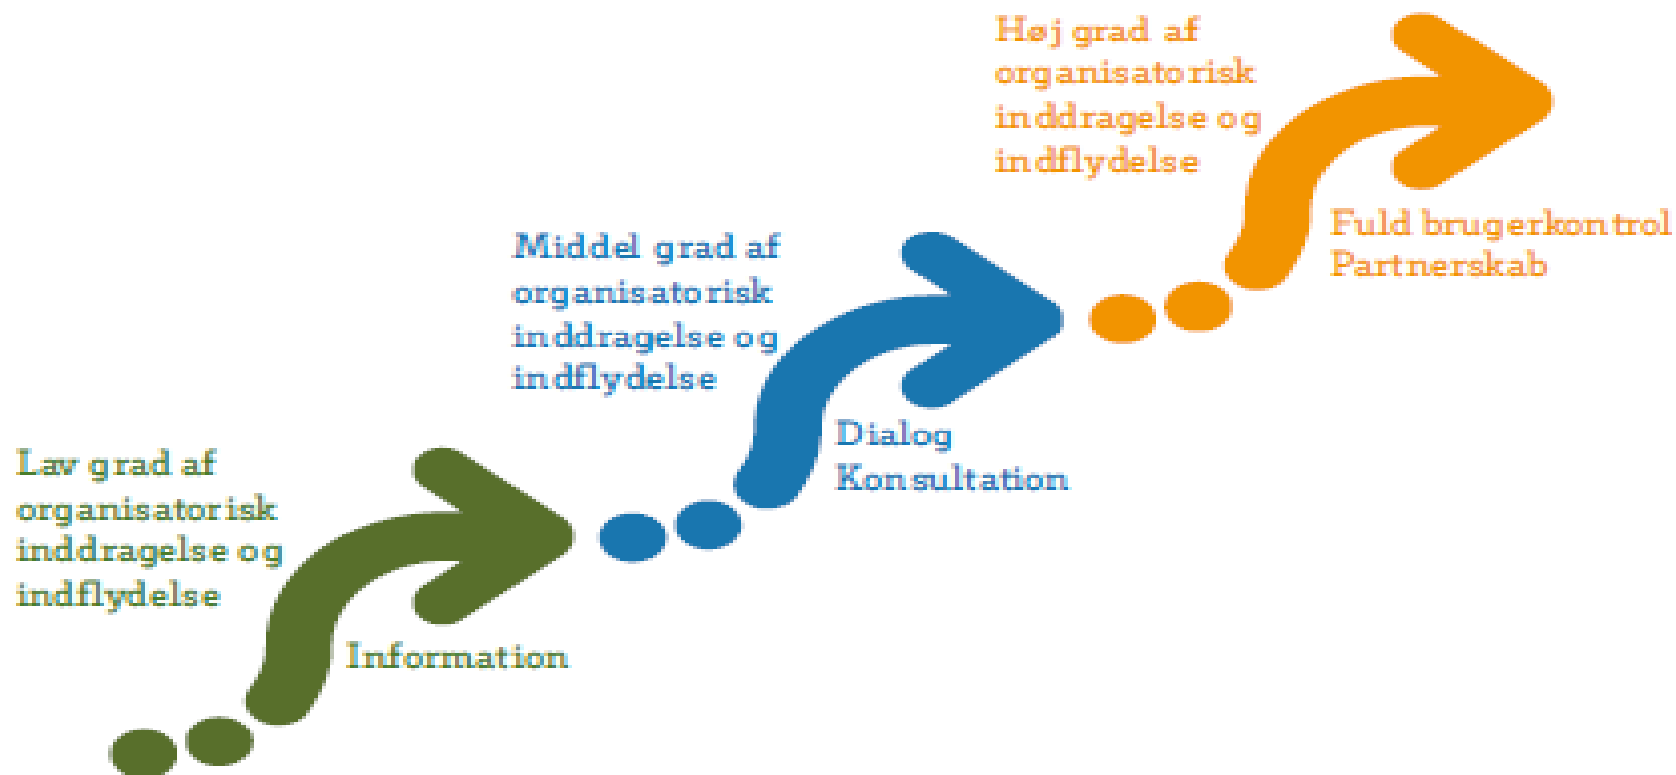 Høj grad af
organisatorisk
inddragelse og
indflydelse
Fuld brugerkontrol
Partnerskab
Middel grad af
organisatorisk
inddragelse og
indflydelse
Dialog
Konsultation
Lav grad af
organisatorisk
inddragelse og
indflydelse
Information